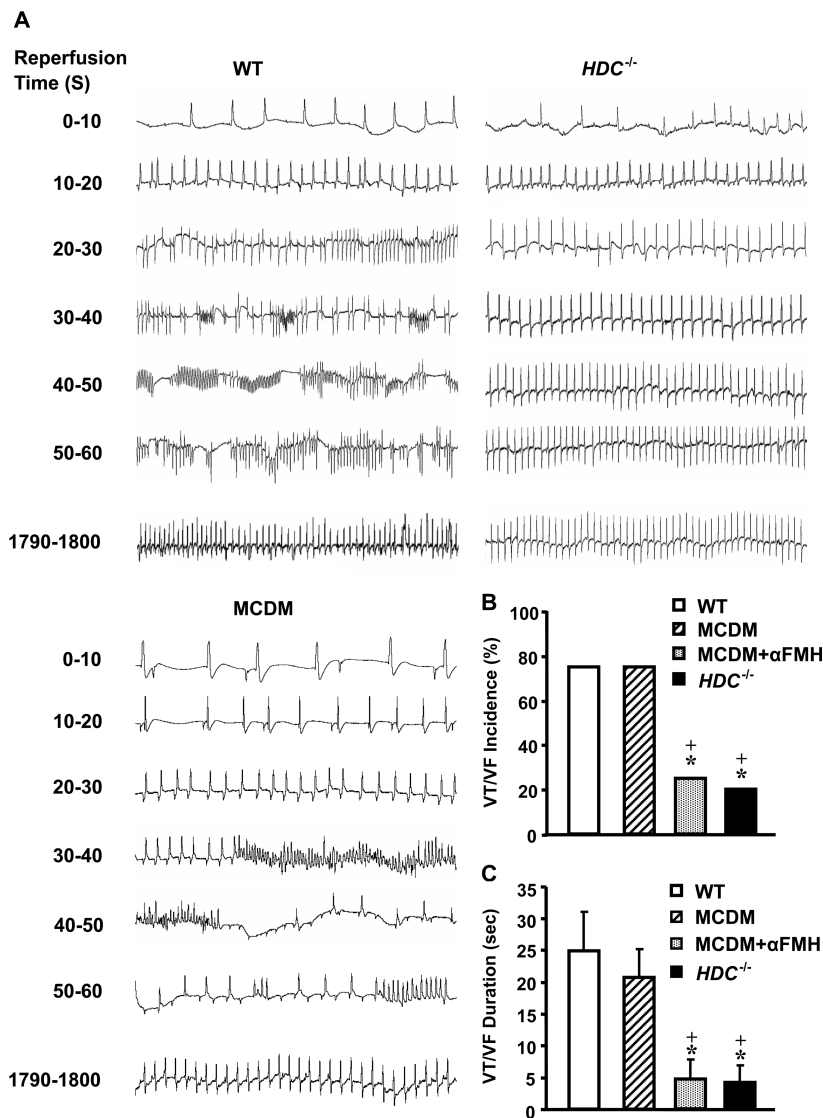 A
Reperfusion
Time (S)
WT
HDC-/-
0-10
10-20
20-30
30-40
40-50
50-60
1790-1800
MCDM
0-10
10-20
20-30
30-40
40-50
50-60
1790-1800
B
VT/VF Incidence (%)
100
80
60
40
20
0
WT
MCDM
MCDM+αFMH
HDC-/-
+
*
+
*
C
VT/VF Duration (sec)
35
30
25
20
15
10
5
0
WT
MCDM
MCDM+αFMH
HDC-/-
+
*
+
*